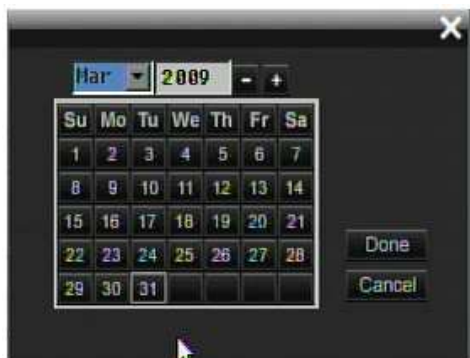 Mar 2009 - +
Su Mo Tu We Th Fr Sa
1 2 3 4 5 6 7
8 9 10 11 12 13 14
15 16 17 18 19 20 21
22 23 24 25 26 27 28
29 30 31
Done
Cancel